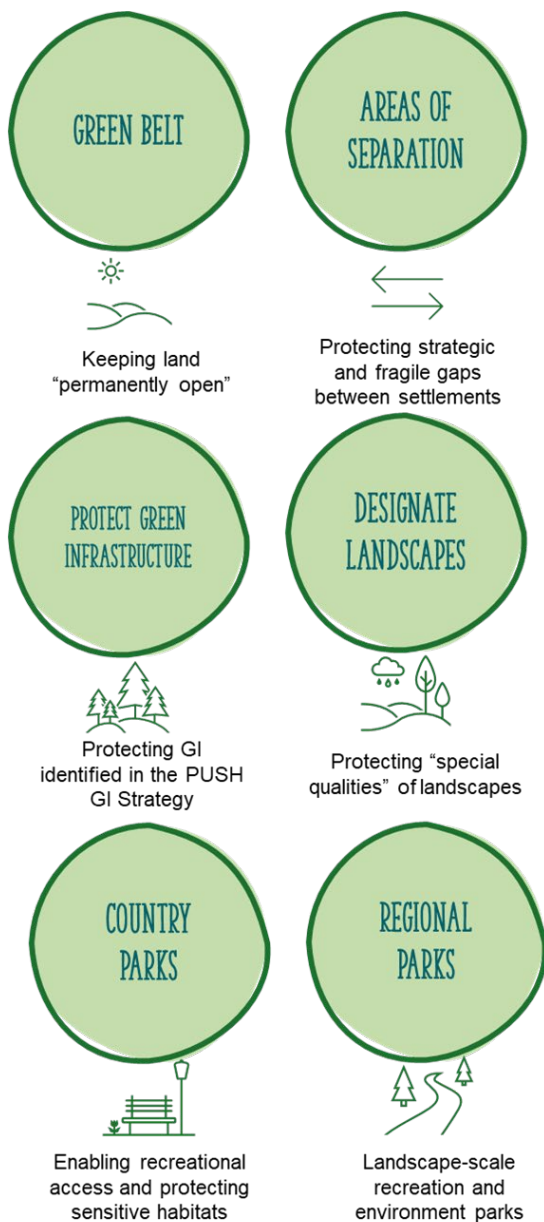 GREEN BELT
AREAS OF
SEPARATION
Keeping land
"permanently open"
Protecting strategic
and fragile gaps
between settlements
PROTECT GREEN
INFRASTRUCTURE
DESIGNATE
LANDSCAPES
Protecting GI
identified in the PUSH
GI Strategy
Protecting "special
qualities" of landscapes
COUNTRY
PARKS
REGIONAL
PARKS
Enabling recreational
access and protecting
sensitive habitats
Landscape-scale
recreation and
environment parks